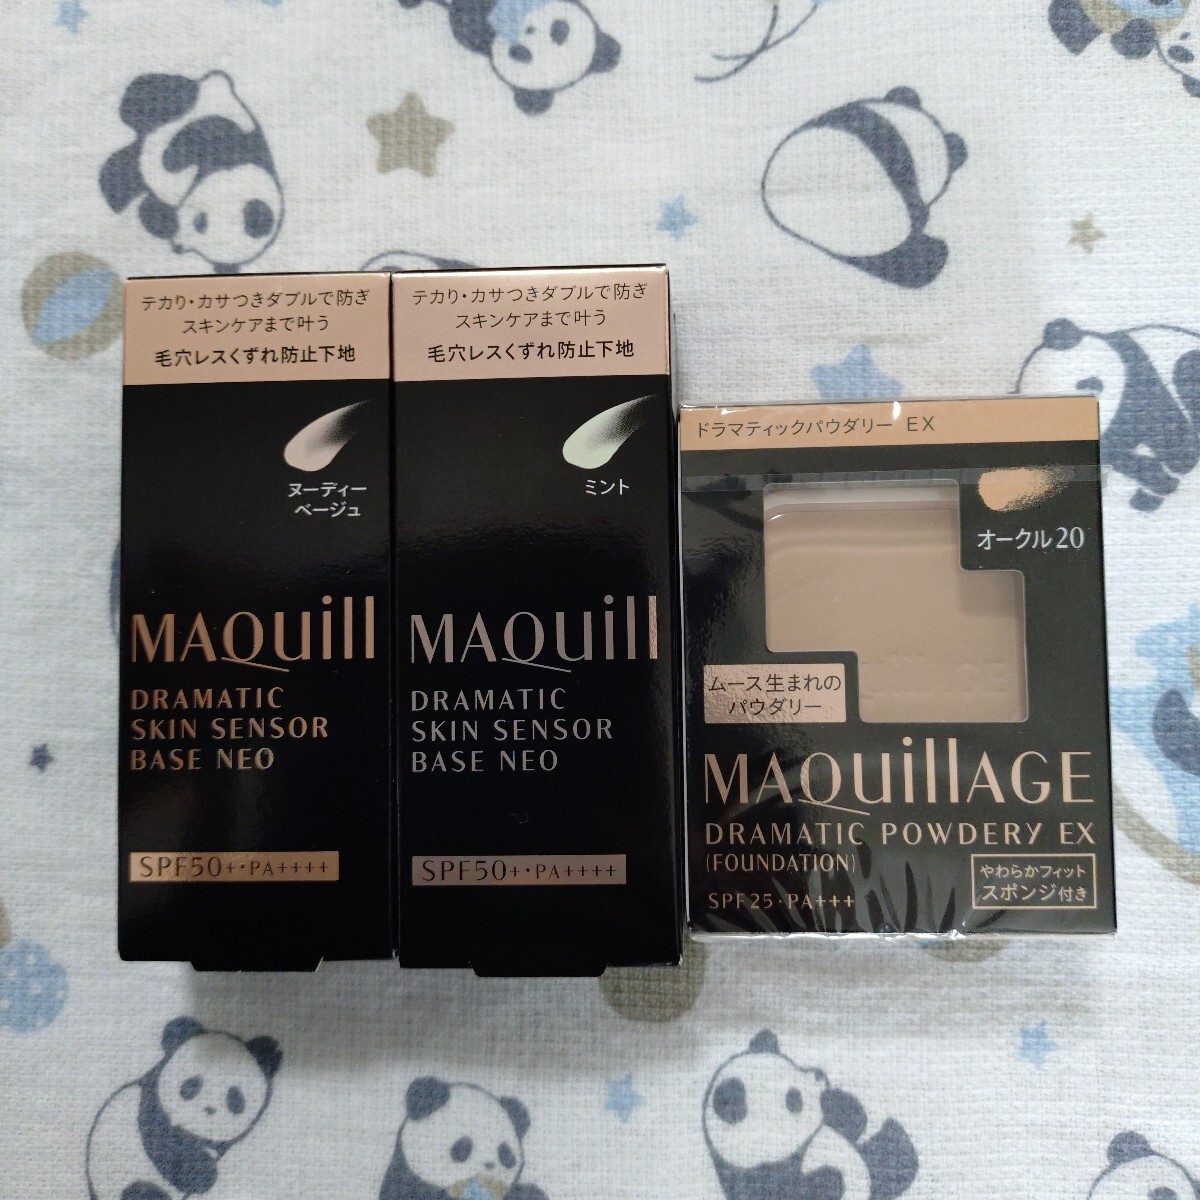 テカり・カサつきダブルで防ぎ
スキンケアまで叶う
毛穴レスくずれ防止下地
ヌーディー
ベージュ
MAQuill
DRAMATIC
SKIN SENSOR
BASE NEO
SPF50+・PA++++
テカり・カサつきダブルで防ぎ
スキンケアまで叶う
毛穴レスくずれ防止下地
ミント
MAQuill
DRAMATIC
SKIN SENSOR
BASE NEO
SPF50+・PA++++
ドラマティックパウダリー EX
オークル20
ムース生まれの
パウダリー
MAQuillAGE
DRAMATIC POWDERY EX
(FOUNDATION)
SPF25・PA+++
やわらかフィット
スポンジ付き